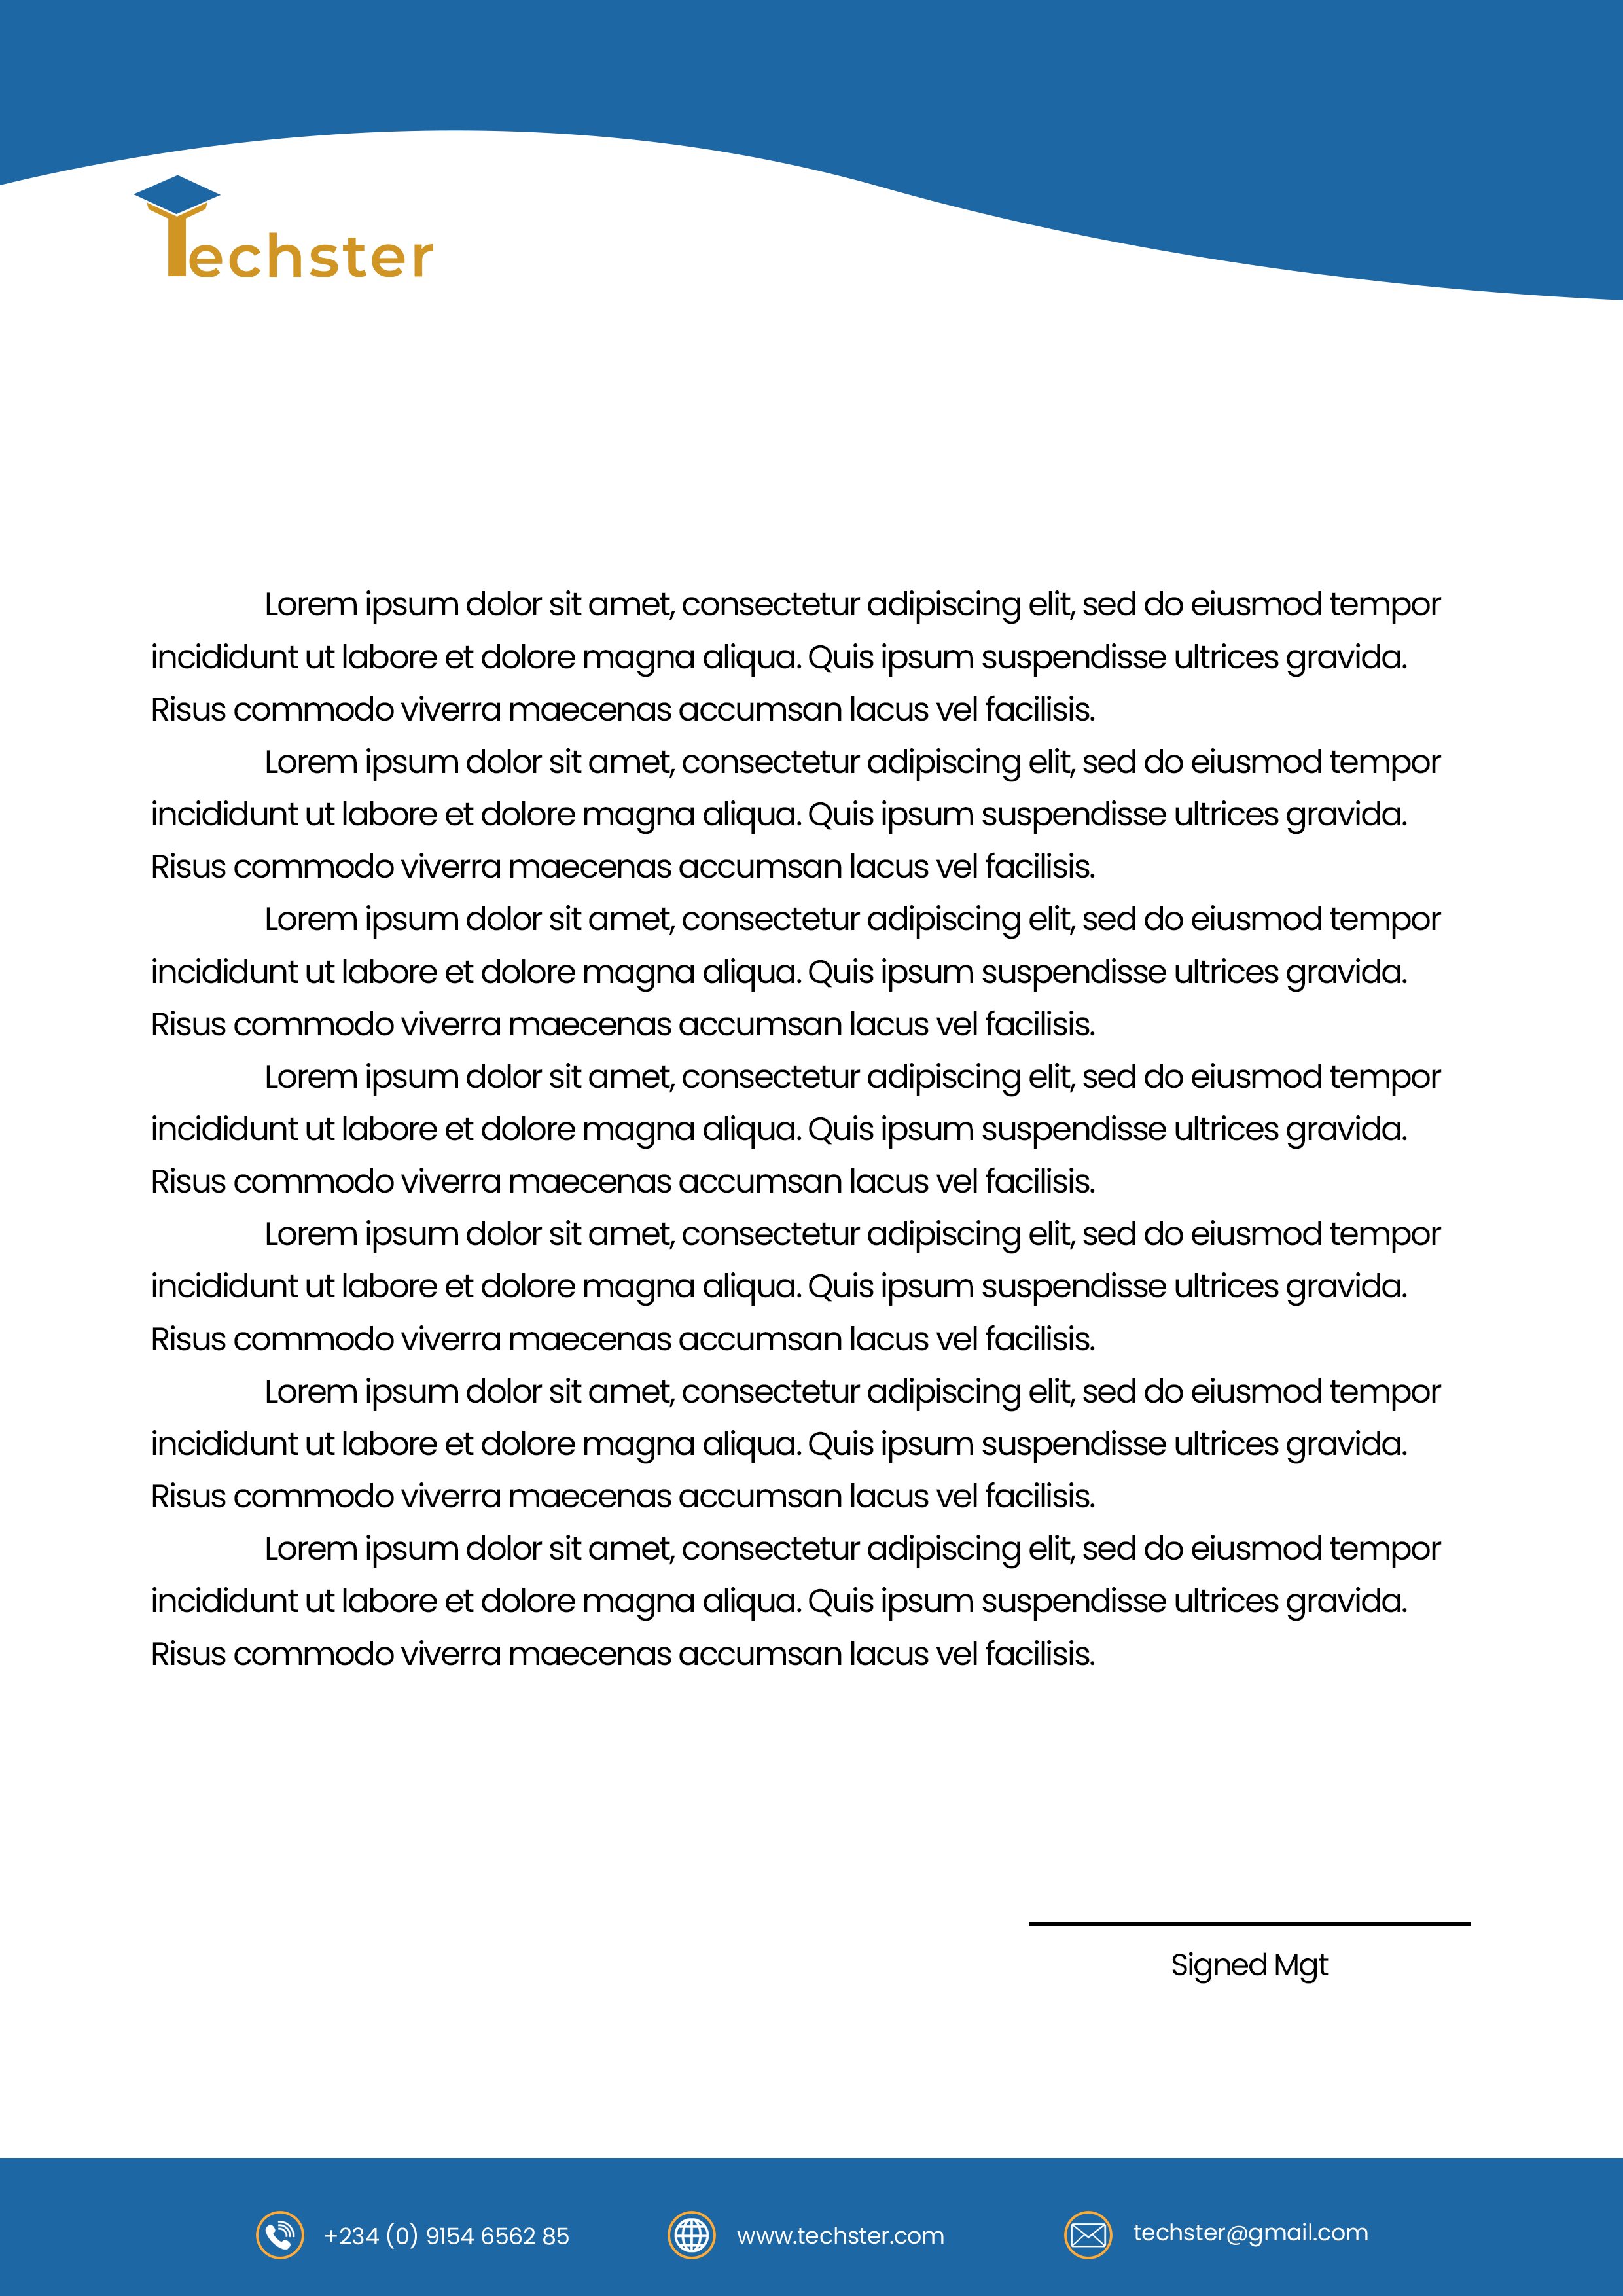 Techster
Lorem ipsum dolor sit amet, consectetur adipiscing elit, sed do eiusmod tempor
incididunt ut labore et dolore magna aliqua. Quis ipsum suspendisse ultrices gravida.
Risus commodo viverra maecenas accumsan lacus vel facilisis.
Lorem ipsum dolor sit amet, consectetur adipiscing elit, sed do eiusmod tempor
incididunt ut labore et dolore magna aliqua. Quis ipsum suspendisse ultrices gravida.
Risus commodo viverra maecenas accumsan lacus vel facilisis.
Lorem ipsum dolor sit amet, consectetur adipiscing elit, sed do eiusmod tempor
incididunt ut labore et dolore magna aliqua. Quis ipsum suspendisse ultrices gravida.
Risus commodo viverra maecenas accumsan lacus vel facilisis.
Lorem ipsum dolor sit amet, consectetur adipiscing elit, sed do eiusmod tempor
incididunt ut labore et dolore magna aliqua. Quis ipsum suspendisse ultrices gravida.
Risus commodo viverra maecenas accumsan lacus vel facilisis.
Lorem ipsum dolor sit amet, consectetur adipiscing elit, sed do eiusmod tempor
incididunt ut labore et dolore magna aliqua. Quis ipsum suspendisse ultrices gravida.
Risus commodo viverra maecenas accumsan lacus vel facilisis.
Lorem ipsum dolor sit amet, consectetur adipiscing elit, sed do eiusmod tempor
incididunt ut labore et dolore magna aliqua. Quis ipsum suspendisse ultrices gravida.
Risus commodo viverra maecenas accumsan lacus vel facilisis.
Lorem ipsum dolor sit amet, consectetur adipiscing elit, sed do eiusmod tempor
incididunt ut labore et dolore magna aliqua. Quis ipsum suspendisse ultrices gravida.
Risus commodo viverra maecenas accumsan lacus vel facilisis.
Signed Mgt
+234 (0) 9154 6562 85
www.techster.com
techster@gmail.com